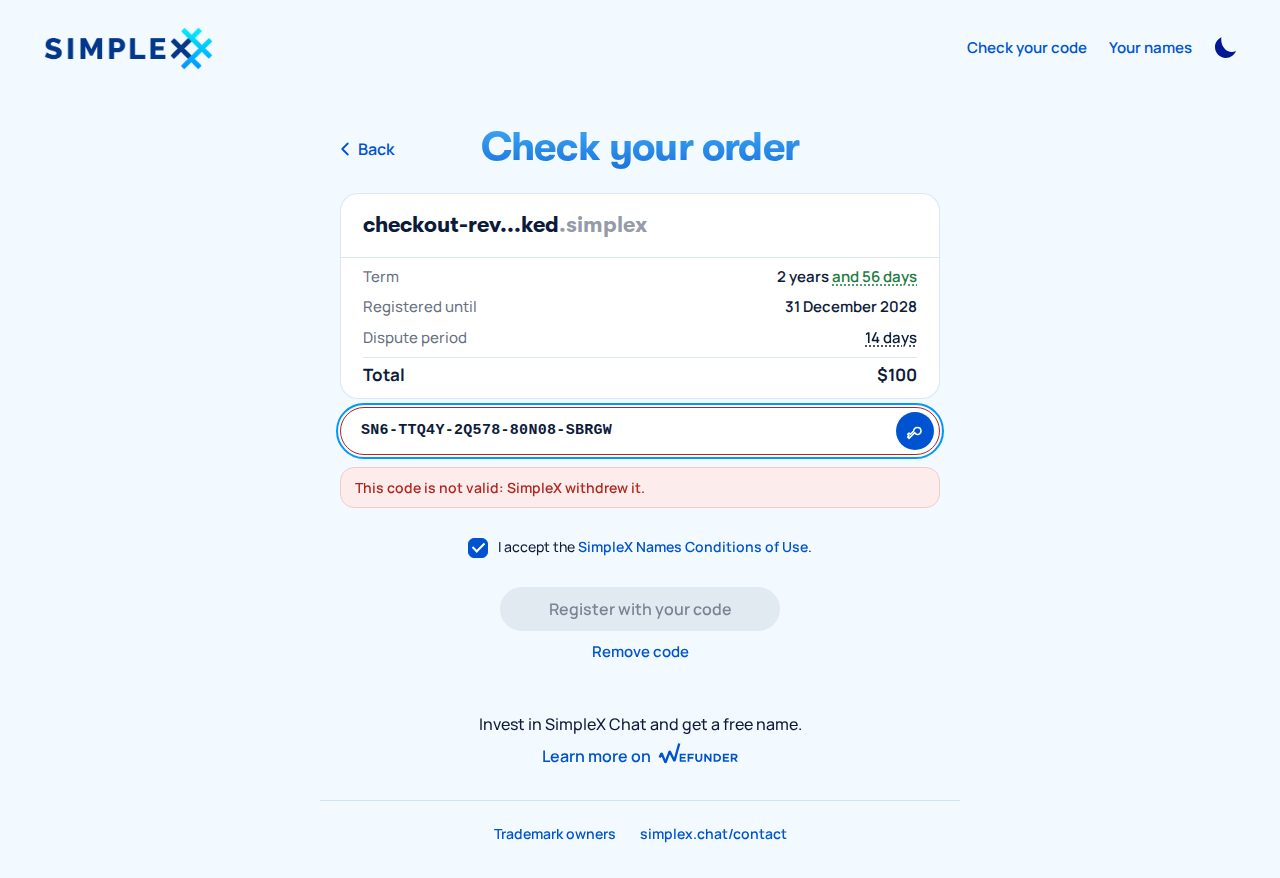 SIMPLEX
Check your code
Your names
Back
Check your order
checkout-rev...ked.simplex
Term
2 years and 56 days
Registered until
31 December 2028
Dispute period
14 days
Total
$100
SN6-TTQ4Y-2Q578-80N08-SBRGW
This code is not valid: SimpleX withdrew it.
I accept the SimpleX Names Conditions of Use.
Register with your code
Remove code
Invest in SimpleX Chat and get a free name.
Learn more on WEFUNDER
Trademark owners
simplex.chat/contact